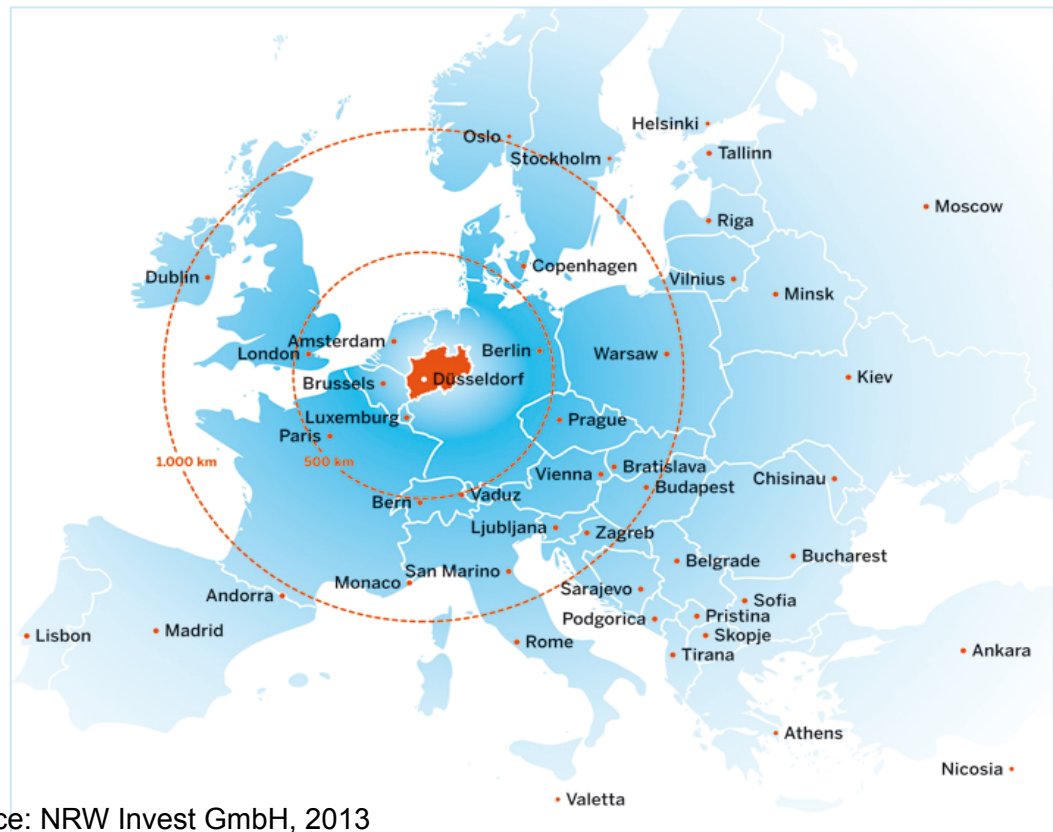 Oslo
Helsinki
Stockholm
Tallinn
Moscow
Riga
Copenhagen
Dublin
Vilnius
Minsk
Amsterdam
London
Berlin
Warsaw
Brussels
Düsseldorf
Kiev
Luxemburg
Prague
Paris
1.000 km
500 km
Vienna
Bratislava
Budapest
Chisinau
Bern
Vaduz
Ljubljana
Zagreb
Bucharest
Belgrade
San Marino
Monaco
Sarajevo
Andorra
Sofia
Podgorica
Pristina
Lisbon
Madrid
Skopje
Rome
Tirana
Ankara
Athens
Nicosia
Valetta
ce: NRW Invest GmbH, 2013